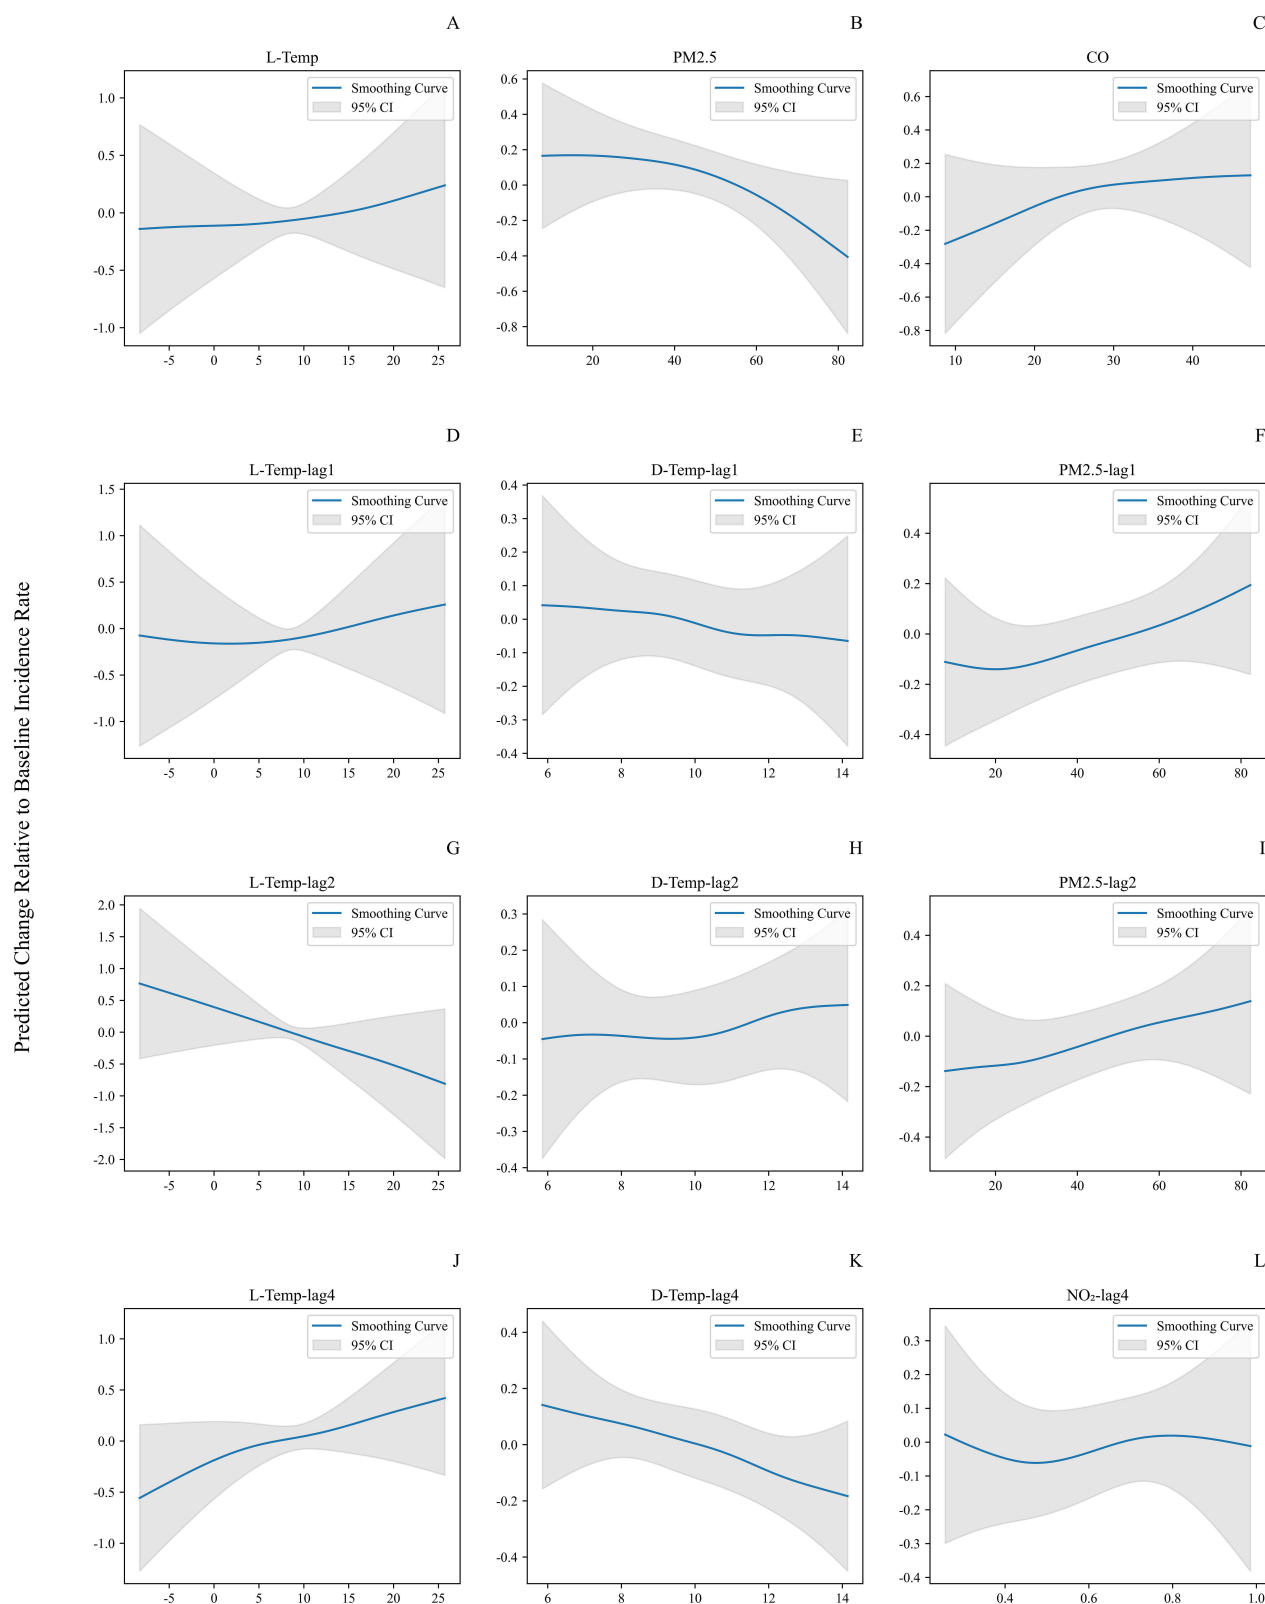 Predicted Change Relative to Baseline Incidence Rate
A
L-Temp
Smoothing Curve
95% CI
1.0
0.5
0.0
-0.5
-1.0
-5 0 5 10 15 20 25
B
PM2.5
Smoothing Curve
95% CI
0.6
0.4
0.2
0.0
-0.2
-0.4
-0.6
-0.8
20 40 60 80
C
CO
Smoothing Curve
95% CI
0.6
0.4
0.2
0.0
-0.2
-0.4
-0.6
-0.8
10 20 30 40
D
L-Temp-lag1
Smoothing Curve
95% CI
1.5
1.0
0.5
0.0
-0.5
-1.0
-5 0 5 10 15 20 25
E
D-Temp-lag1
Smoothing Curve
95% CI
0.4
0.3
0.2
0.1
0.0
-0.1
-0.2
-0.3
-0.4
6 8 10 12 14
F
PM2.5-lag1
Smoothing Curve
95% CI
0.4
0.2
0.0
-0.2
-0.4
20 40 60 80
G
L-Temp-lag2
Smoothing Curve
95% CI
2.0
1.5
1.0
0.5
0.0
-0.5
-1.0
-1.5
-2.0
-5 0 5 10 15 20 25
H
D-Temp-lag2
Smoothing Curve
95% CI
0.3
0.2
0.1
0.0
-0.1
-0.2
-0.3
-0.4
6 8 10 12 14
I
PM2.5-lag2
Smoothing Curve
95% CI
0.4
0.2
0.0
-0.2
-0.4
20 40 60 80
J
L-Temp-lag4
Smoothing Curve
95% CI
1.0
0.5
0.0
-0.5
-1.0
-5 0 5 10 15 20 25
K
D-Temp-lag4
Smoothing Curve
95% CI
0.4
0.2
0.0
-0.2
-0.4
6 8 10 12 14
L
NO₂-lag4
Smoothing Curve
95% CI
0.3
0.2
0.1
0.0
-0.1
-0.2
-0.3
-0.4
0.4 0.6 0.8 1.0